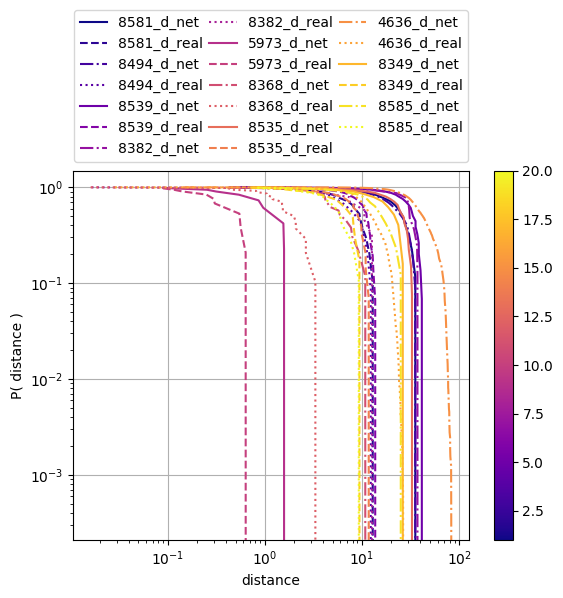 8581_d_net
8581_d_real
8494_d_net
8494_d_real
8539_d_net
8539_d_real
8382_d_net
8382_d_real
5973_d_net
5973_d_real
8368_d_net
8368_d_real
8535_d_net
8535_d_real
4636_d_net
4636_d_real
8349_d_net
8349_d_real
8585_d_net
8585_d_real
P( distance )
10⁰
10⁻¹
10⁻²
10⁻³
10⁻¹ 10⁰ 10¹ 10²
distance
20.0
17.5
15.0
12.5
10.0
7.5
5.0
2.5